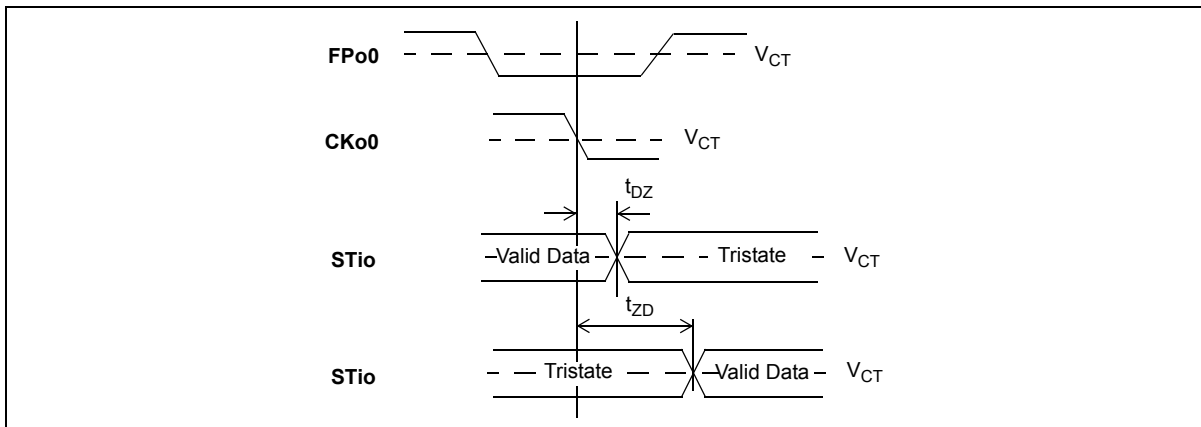 FPo0
V_CT
CKo0
V_CT
t_DZ
STio
Valid Data
Tristate
V_CT
t_ZD
STio
Tristate
Valid Data
V_CT